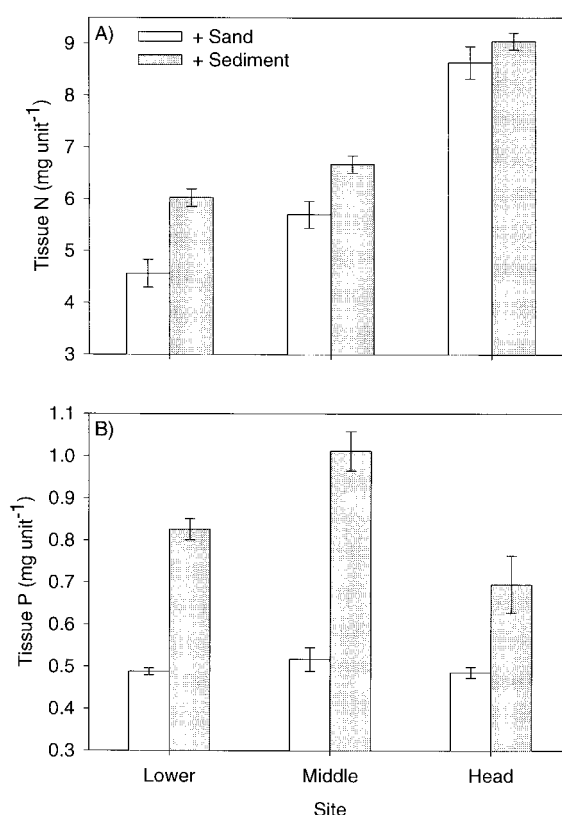 A)
+ Sand
+ Sediment
Tissue N (mg unit⁻¹)
9
8
7
6
5
4
3
B)
Tissue P (mg unit⁻¹)
1.1
1.0
0.9
0.8
0.7
0.6
0.5
0.4
0.3
Lower Middle Head
Site